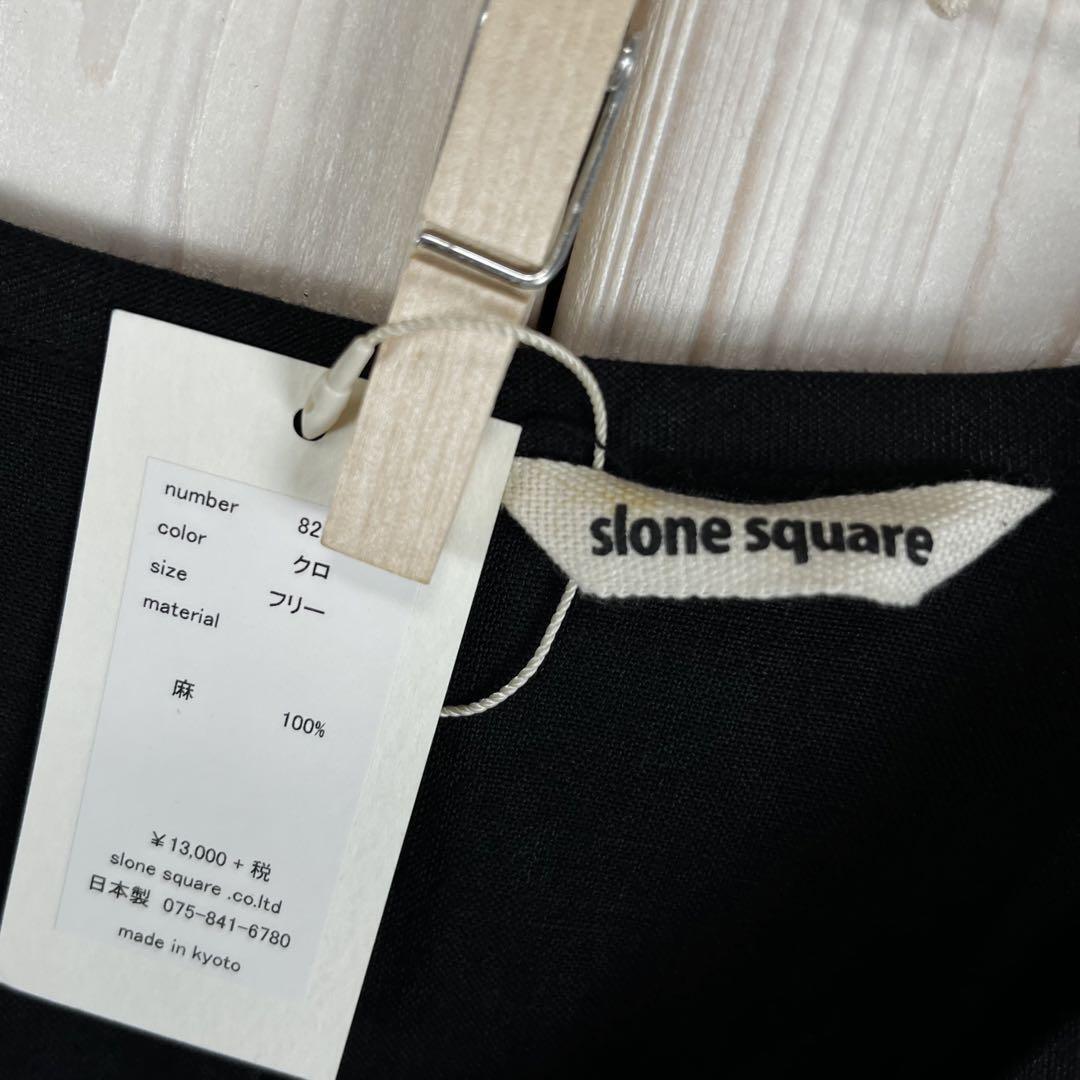 number 82
color クロ
size フリー
material
麻 100%
¥13,000 + 税
slone square .co.ltd
日本製 075-841-6780
made in kyoto
slone square